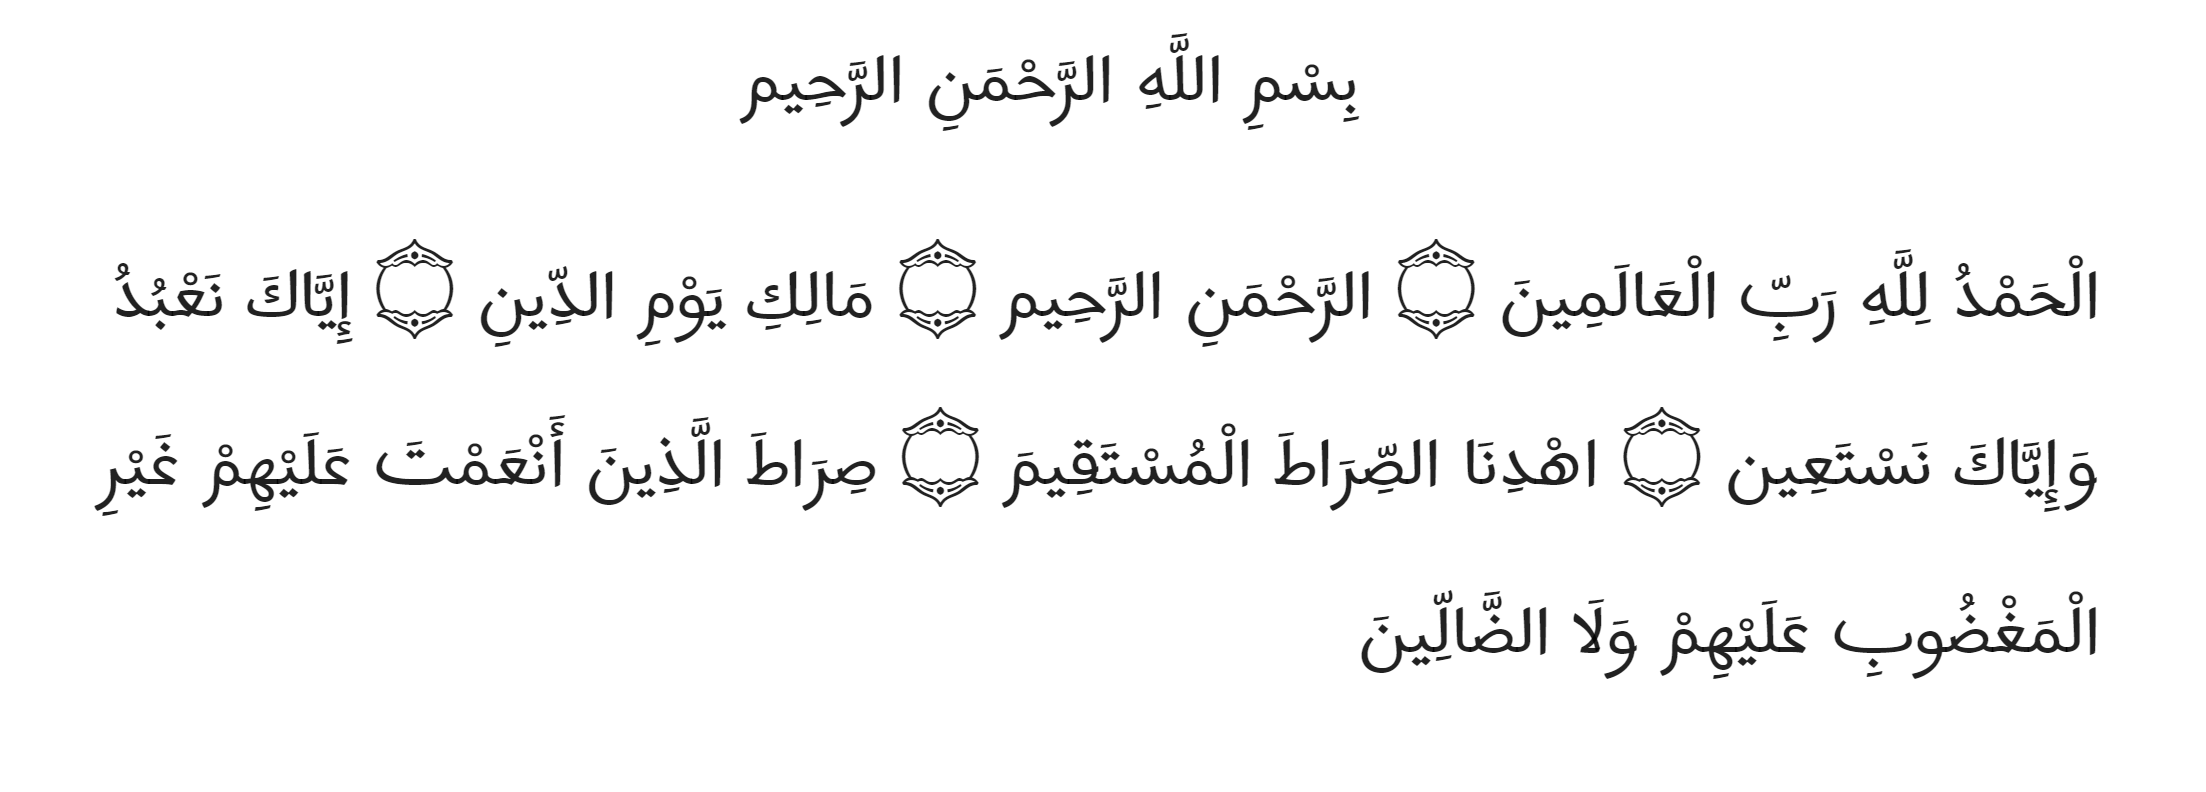 بِسْمِ اللَّهِ الرَّحْمَنِ الرَّحِيم
الْحَمْدُ لِلَّهِ رَبِّ الْعَالَمِينَ ۝ الرَّحْمَنِ الرَّحِيم ۝ مَالِكِ يَوْمِ الدِّينِ ۝ إِيَّاكَ نَعْبُدُ
وَإِيَّاكَ نَسْتَعِين ۝ اهْدِنَا الصِّرَاطَ الْمُسْتَقِيمَ ۝ صِرَاطَ الَّذِينَ أَنْعَمْتَ عَلَيْهِمْ غَيْرِ
الْمَغْضُوبِ عَلَيْهِمْ وَلَا الضَّالِّينَ